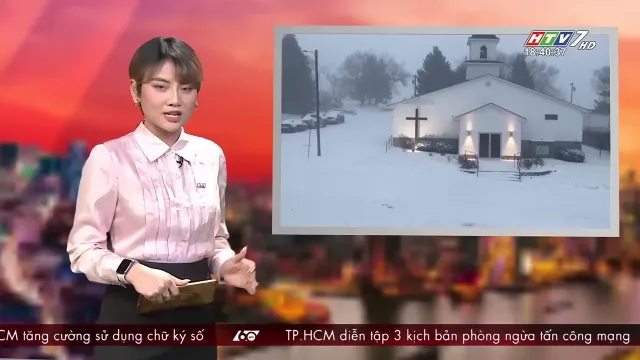 HTV7 HD
18:40:37
CM tăng cường sử dụng chữ ký số
60
TP.HCM diễn tập 3 kịch bản phòng ngừa tấn công mạng